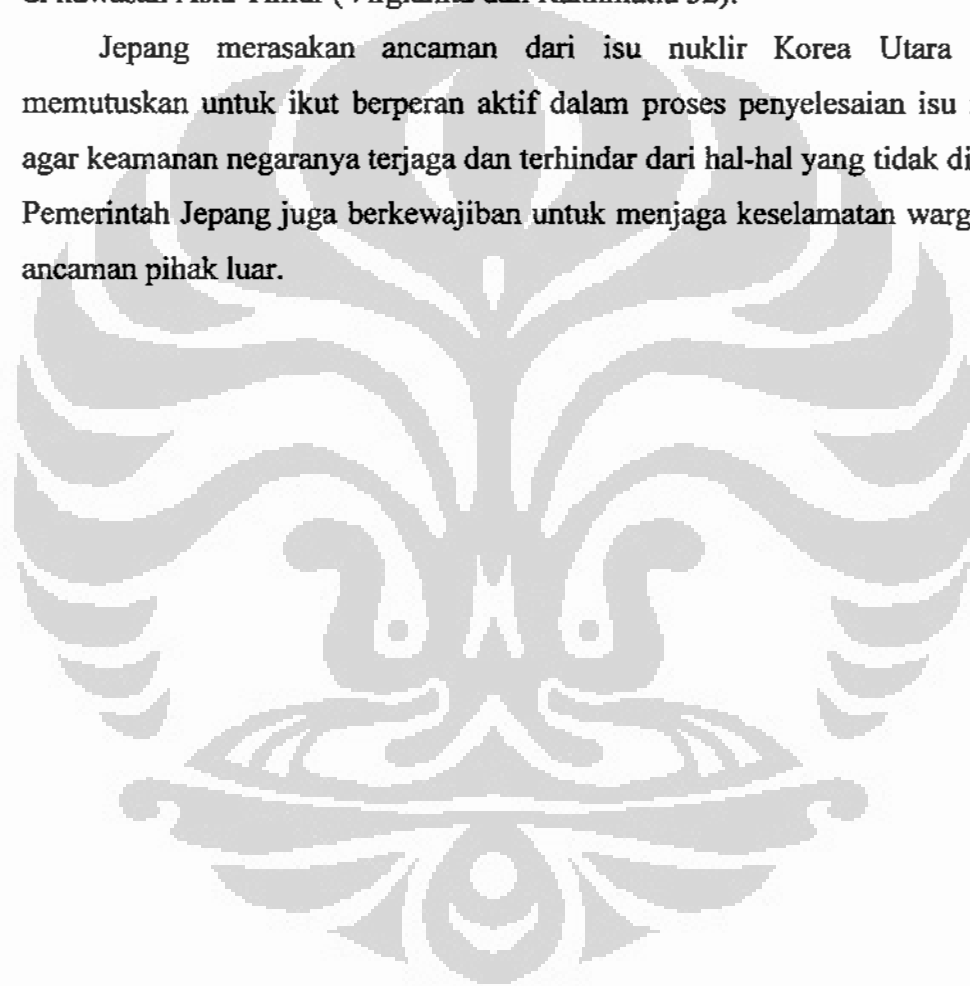 Jepang merasakan ancaman dari isu nuklir Korea Utara
memutuskan untuk ikut berperan aktif dalam proses penyelesaian isu
agar keamanan negaranya terjaga dan terhindar dari hal-hal yang tidak di
Pemerintah Jepang juga berkewajiban untuk menjaga keselamatan warg
ancaman pihak luar.